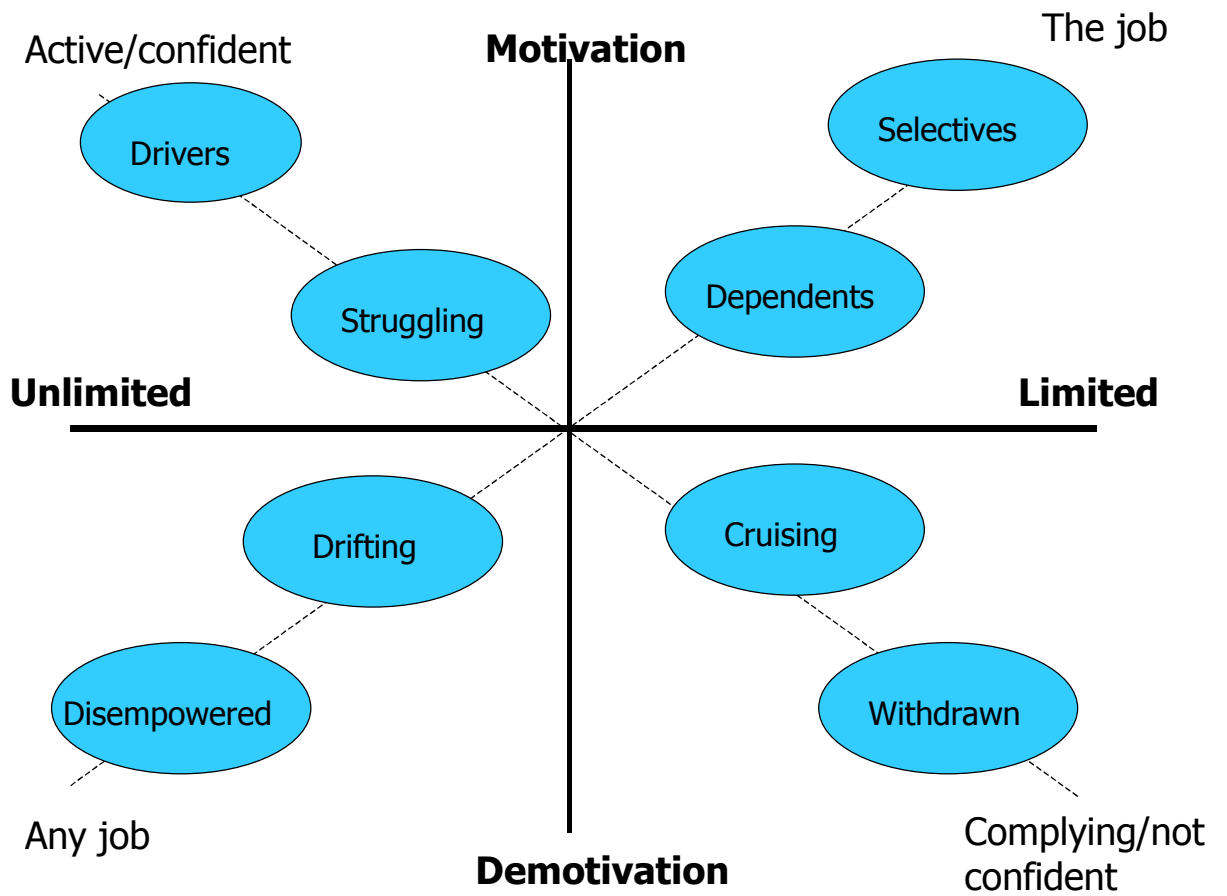 Active/confident
Motivation
The job
Drivers
Selectives
Struggling
Dependents
Unlimited
Limited
Drifting
Cruising
Disempowered
Withdrawn
Any job
Demotivation
Complying/not
confident